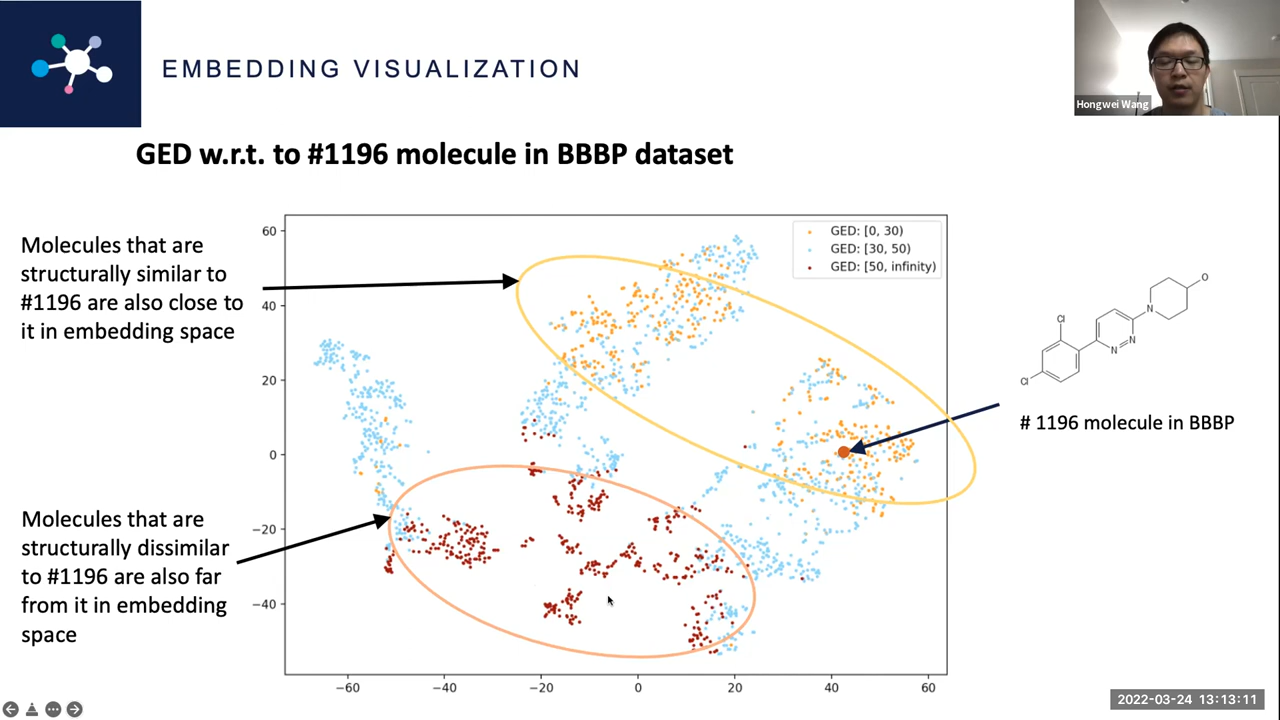 EMBEDDING VISUALIZATION
Hongwei Wang
GED w.r.t. to #1196 molecule in BBBP dataset
Molecules that are
structurally similar to
#1196 are also close to
it in embedding space
Molecules that are
structurally dissimilar
to #1196 are also far
from it in embedding
space
60
40
20
0
−20
−40
−60
−40
−20
0
20
40
60
GED: [0, 30)
GED: [30, 50)
GED: [50, infinity)
O
N
Cl
N
N
Cl
# 1196 molecule in BBBP
2022-03-24 13:13:11